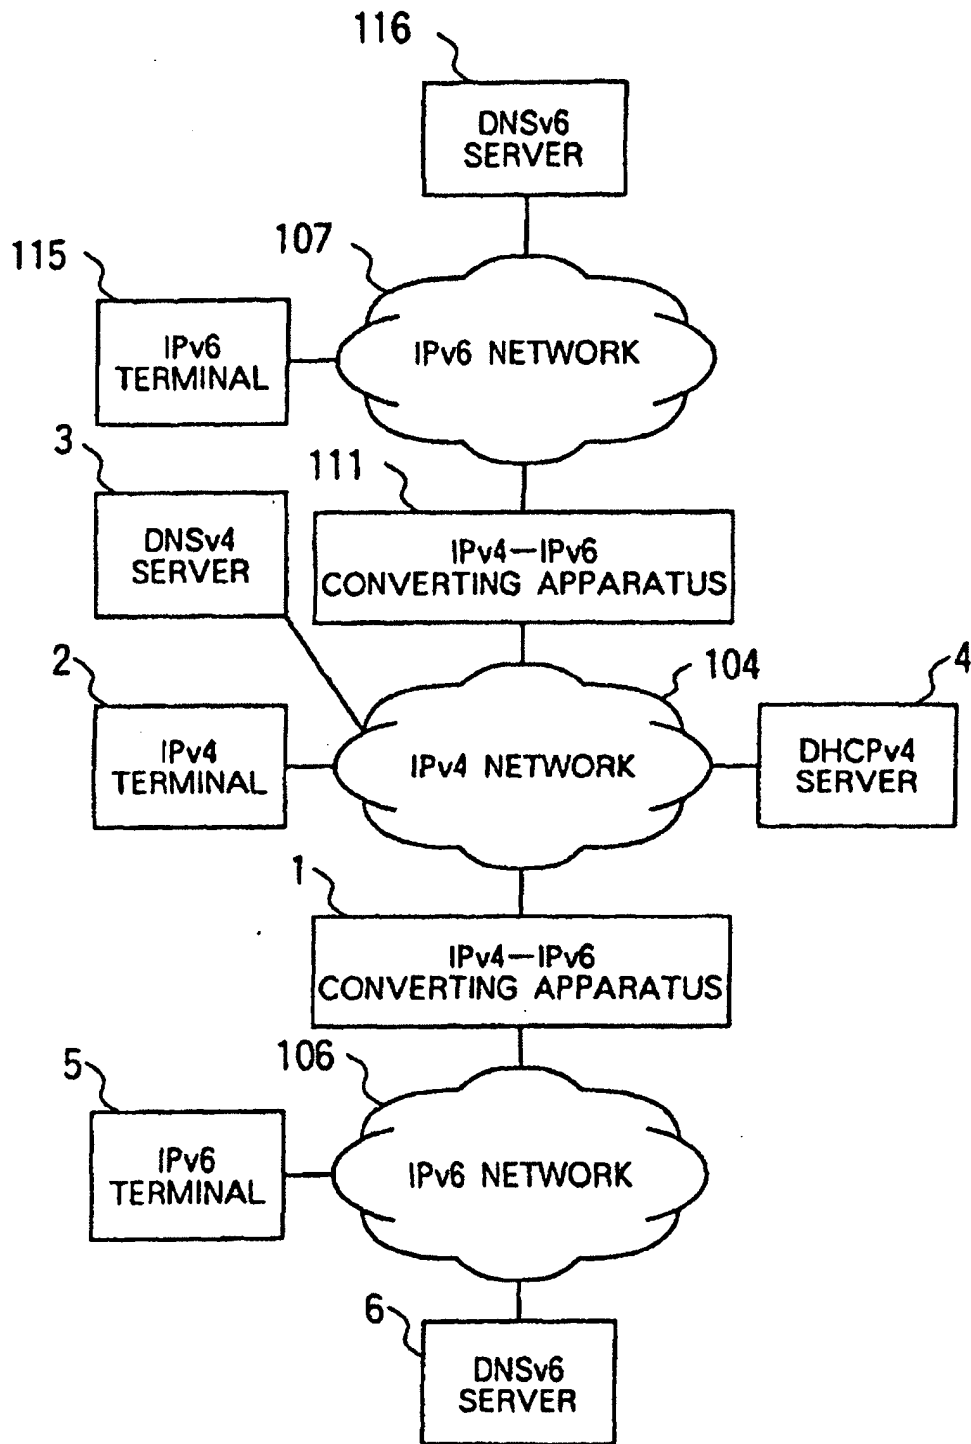 116
DNSv6
SERVER
107
115
IPv6
TERMINAL
IPv6 NETWORK
3
111
DNSv4
SERVER
IPv4-IPv6
CONVERTING APPARATUS
2
104
4
IPv4
TERMINAL
IPv4 NETWORK
DHCPv4
SERVER
1
IPv4-IPv6
CONVERTING APPARATUS
5
106
IPv6
TERMINAL
IPv6 NETWORK
6
DNSv6
SERVER